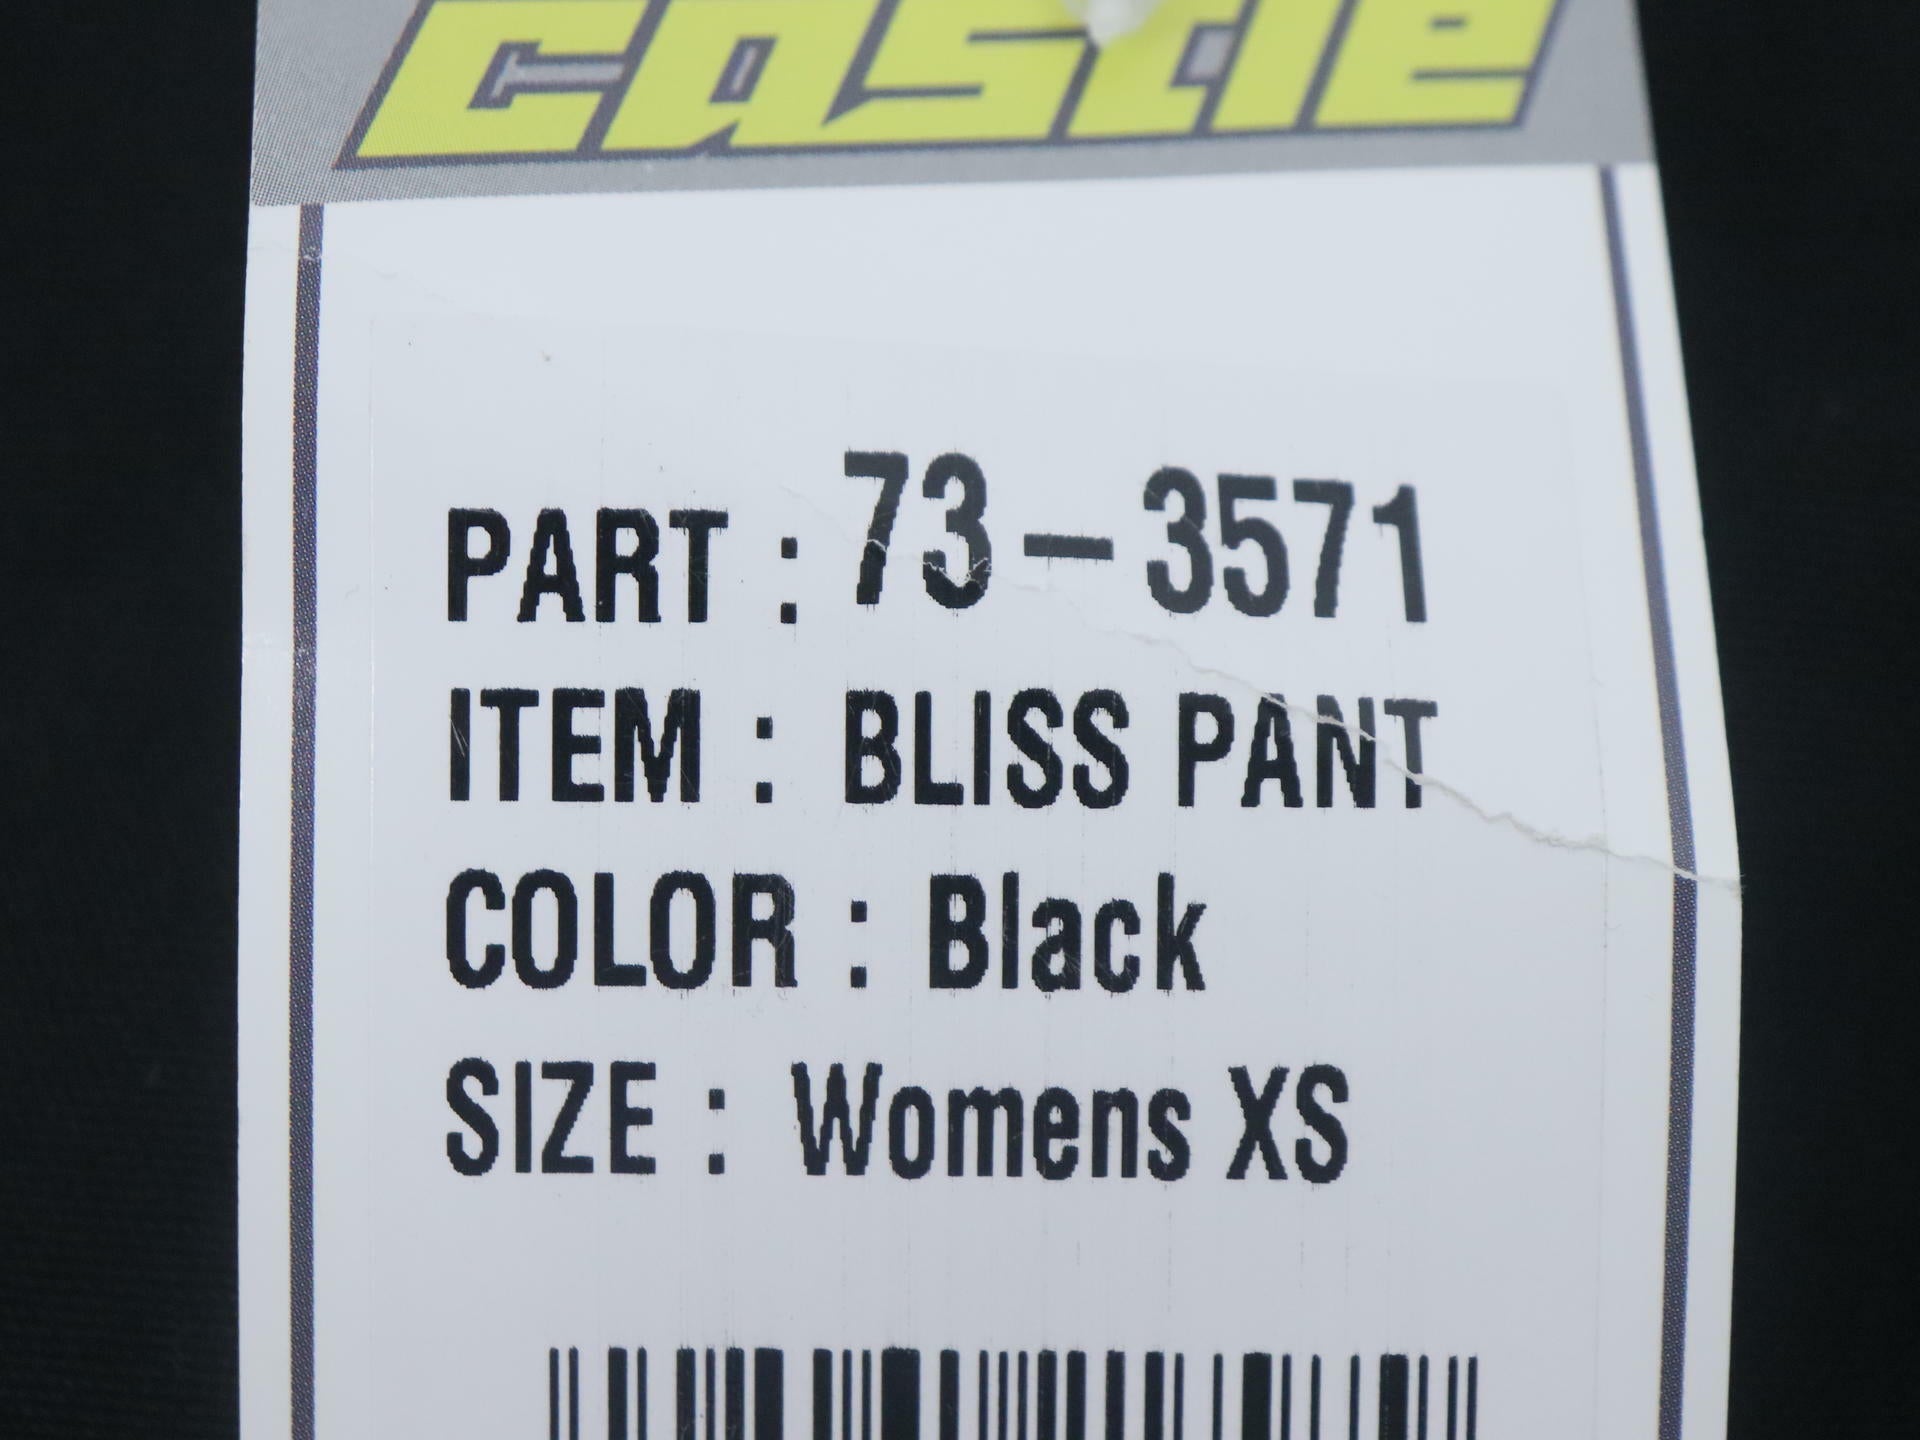 castle
PART : 73-3571
ITEM : BLISS PANT
COLOR : Black
SIZE : Womens XS